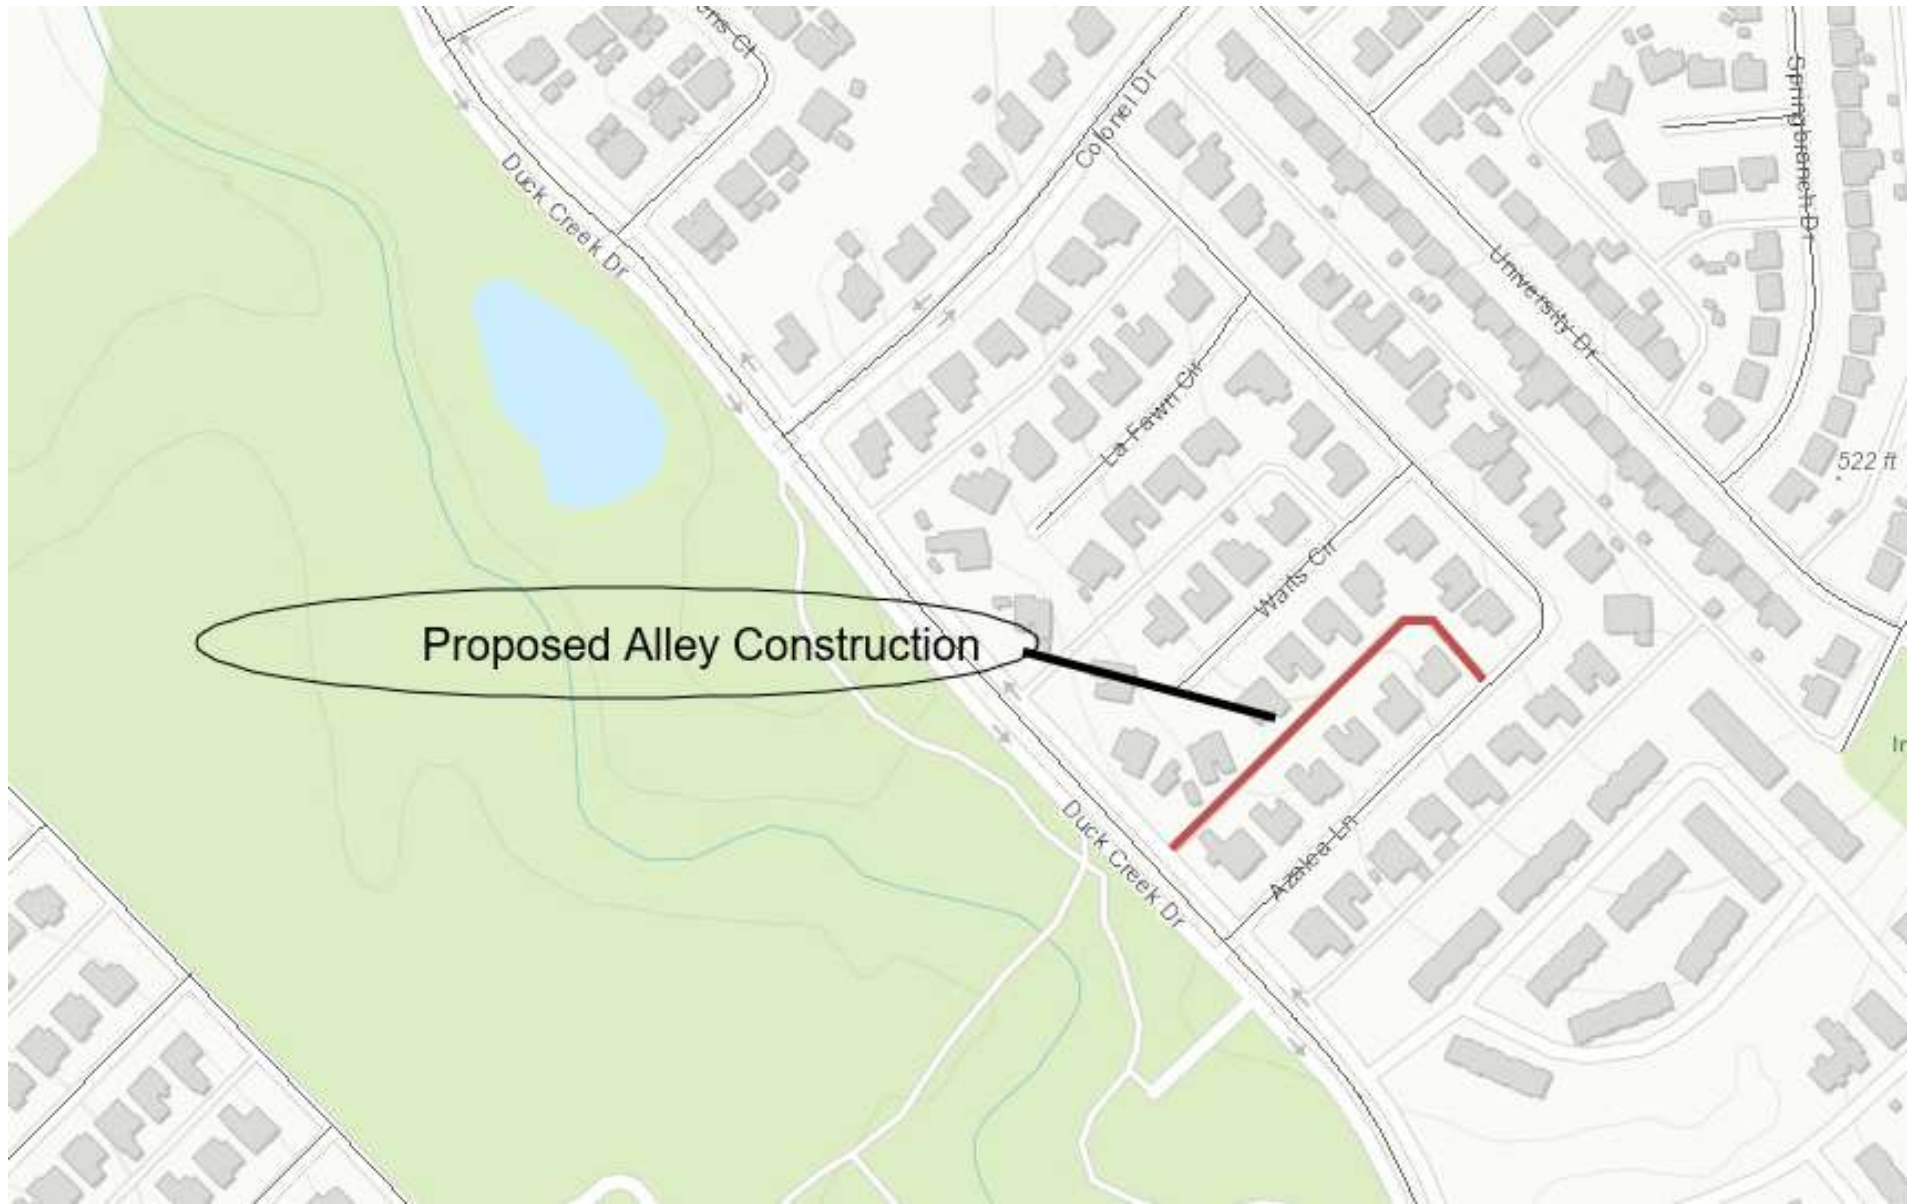 Colonel Dr
Springbranch Dr
Duck Creek Dr
University Dr
La Fawn Cir
522 ft
Watts Cir
Proposed Alley Construction
Duck Creek Dr
Azalea Ln